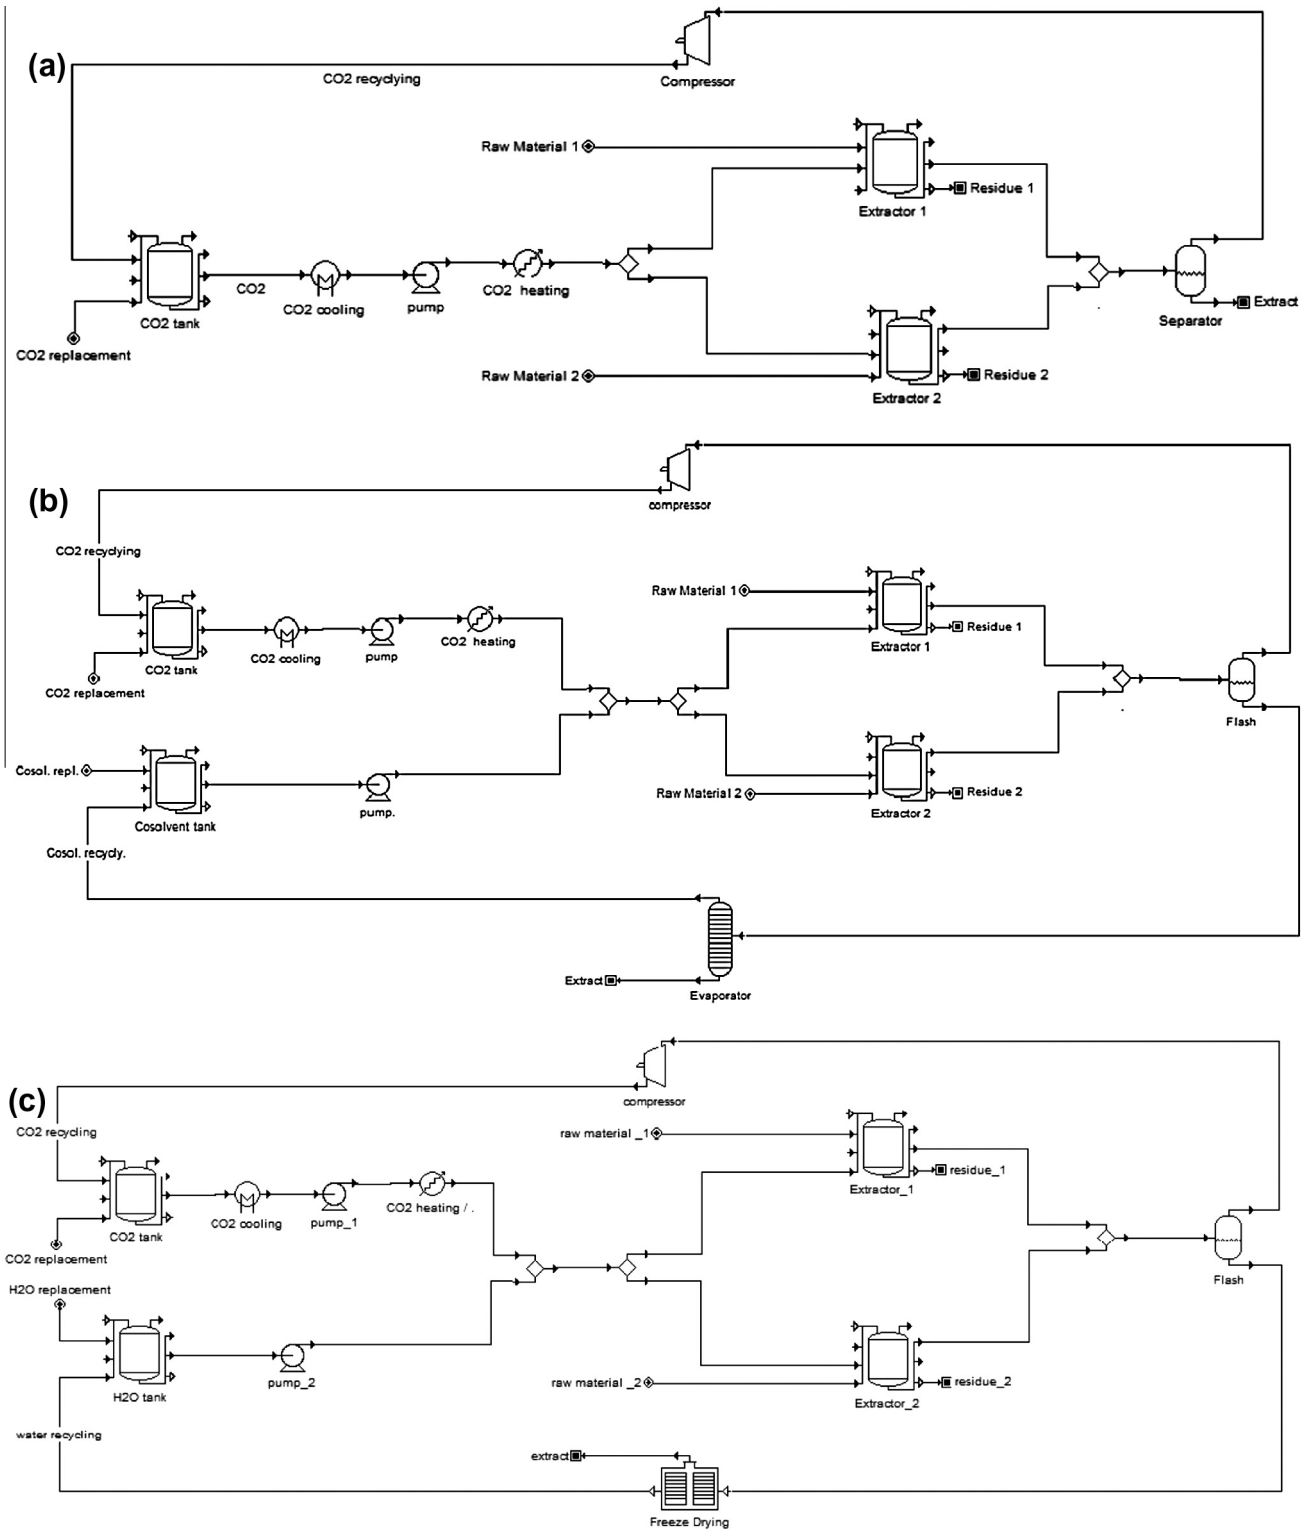 (a)
CO2 recyclying
Compressor
Raw Material 1
Residue 1
Extractor 1
CO2
CO2 cooling
pump
CO2 heating
CO2 tank
CO2 replacement
Extract
Separator
Raw Material 2
Residue 2
Extractor 2
(b)
compressor
CO2 recyclying
Raw Material 1
Residue 1
Extractor 1
CO2 heating
CO2 cooling
pump
CO2 tank
CO2 replacement
Flash
Cosol. repl.
Cosolvent tank
pump.
Raw Material 2
Residue 2
Extractor 2
Cosol. recycly.
Extract
Evaporator
(c)
compressor
CO2 recycling
raw material _1
residue_1
Extractor_1
CO2 heating / .
CO2 cooling
pump_1
CO2 tank
CO2 replacement
H2O replacement
Flash
pump_2
H2O tank
raw material _2
residue_2
Extractor_2
water recycling
extract
Freeze Drying